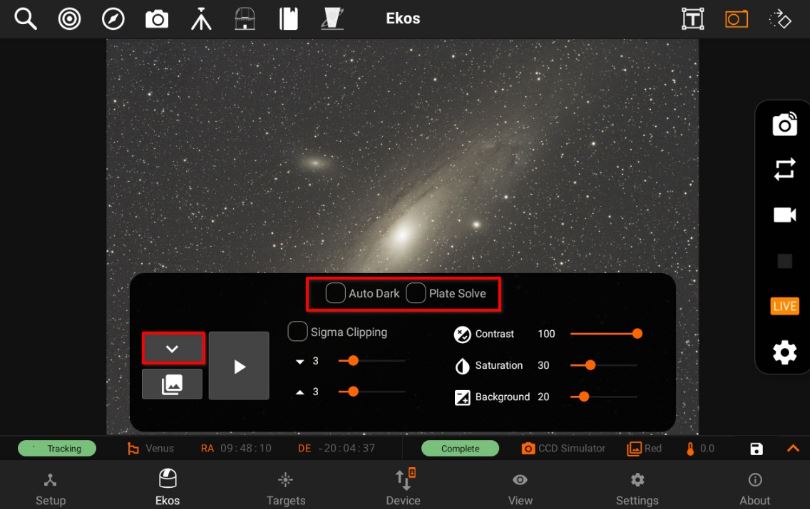 Ekos
T
LIVE
Auto Dark Plate Solve
Sigma Clipping
3
3
Contrast 100
Saturation 30
Background 20
Tracking Venus RA 09:48:10 DE -20:04:37 Complete CCD Simulator Red 0.0
Setup Ekos Targets Device View Settings About